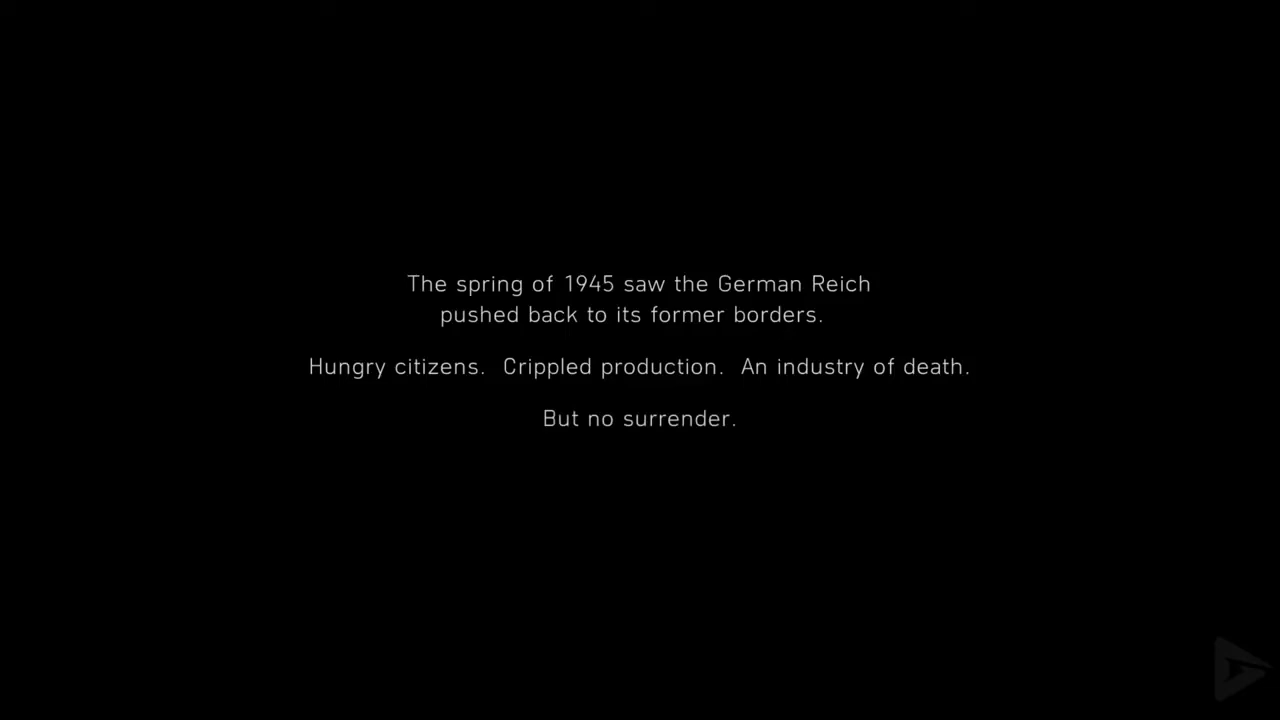 The spring of 1945 saw the German Reich
pushed back to its former borders.
Hungry citizens.  Crippled production.  An industry of death.
But no surrender.